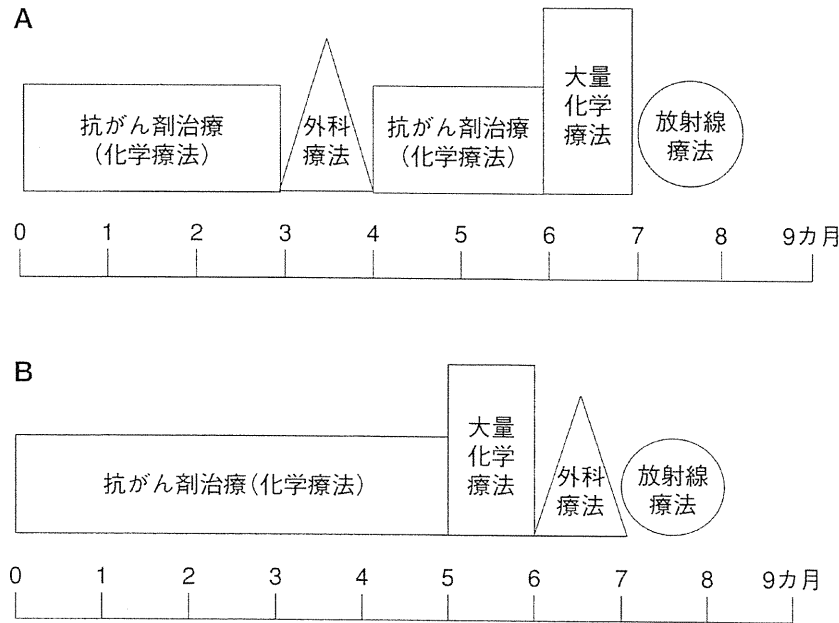 A
抗がん剤治療
(化学療法)
外科
療法
抗がん剤治療
(化学療法)
大量
化学
療法
放射線
療法
0 1 2 3 4 5 6 7 8 9カ月
B
抗がん剤治療(化学療法)
大量
化学
療法
外科
療法
放射線
療法
0 1 2 3 4 5 6 7 8 9カ月